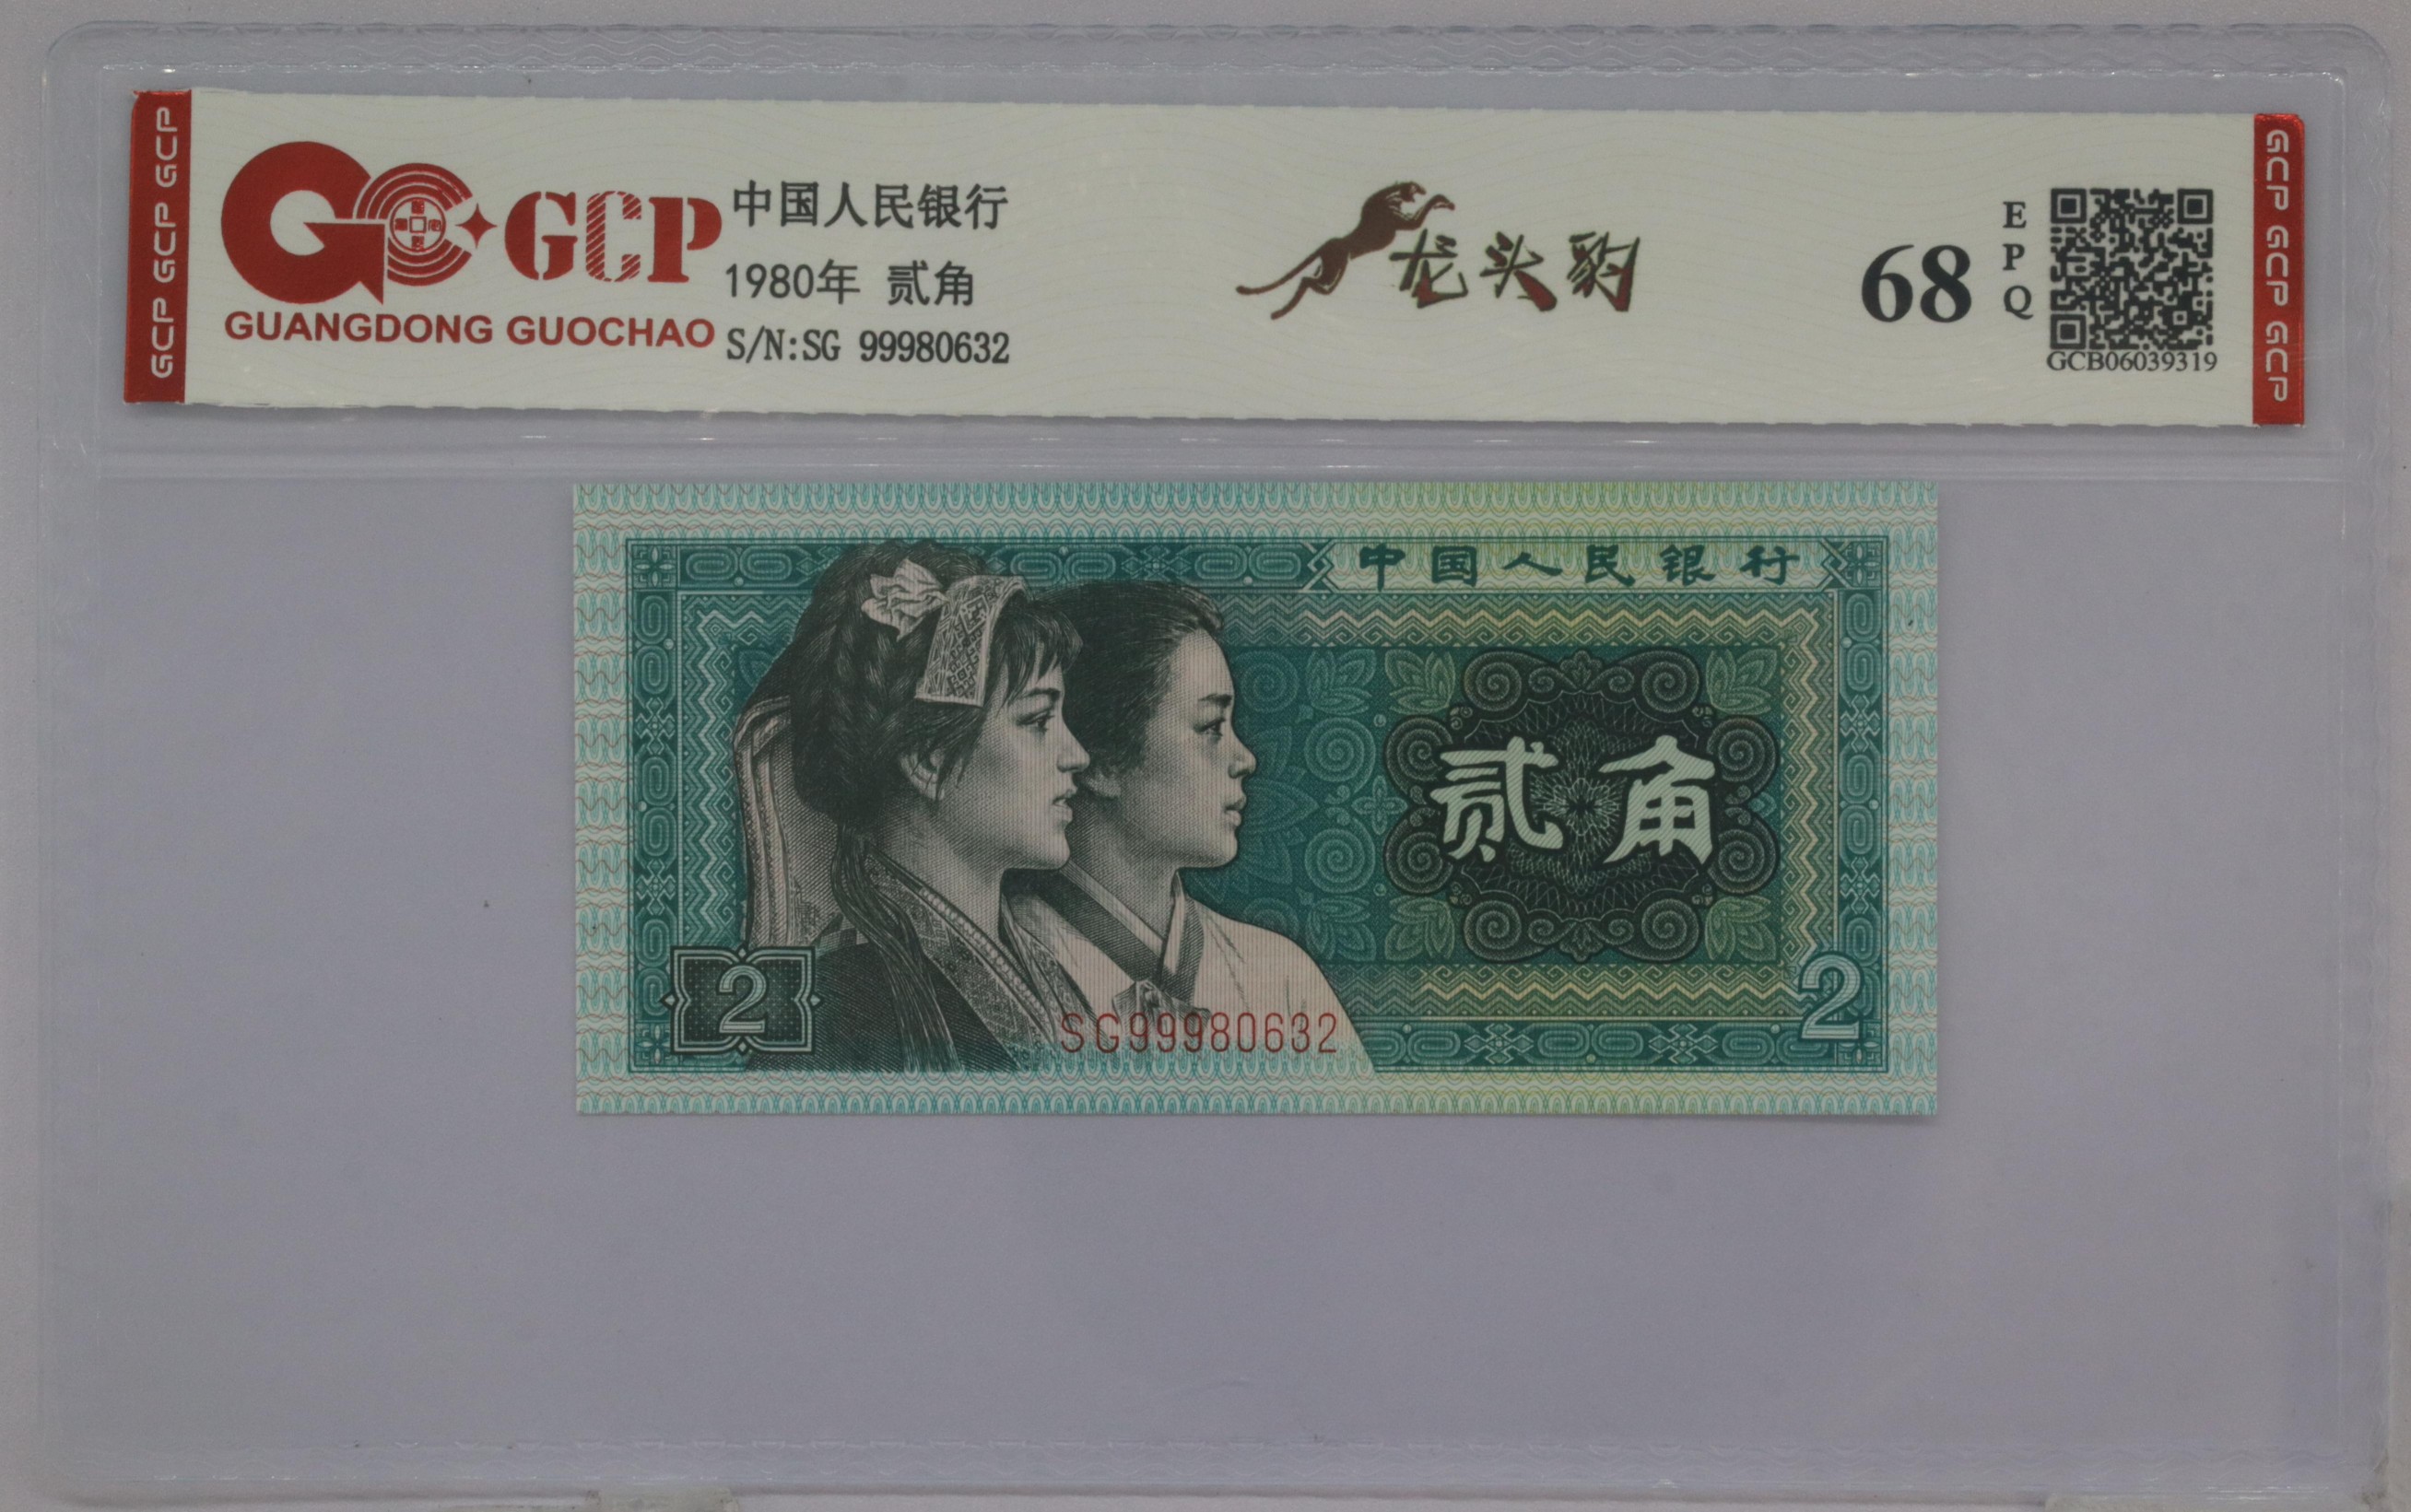 GCP GCP GCP
GCP
GUANGDONG GUOCHAO
中国人民银行
1980年 贰角
S/N:SG 99980632
龙头豹
68
EPQ
GCB06039319
GCP GCP GCP
中国人民银行
贰角
2
2
SG99980632